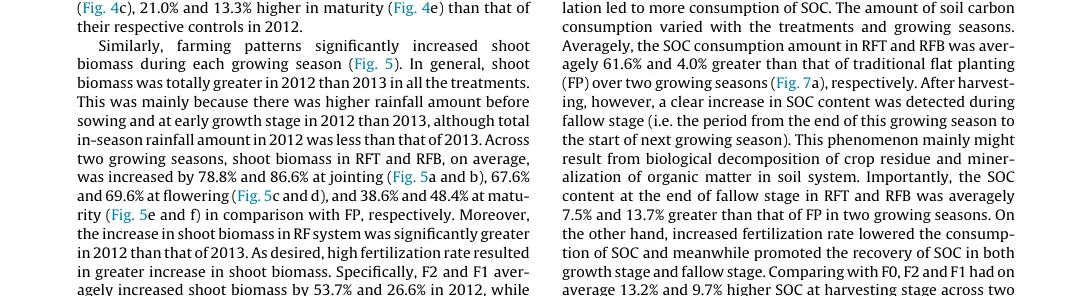 (Fig. 4c), 21.0% and 13.3% higher in maturity (Fig. 4e) than that of
their respective controls in 2012.
Similarly, farming patterns significantly increased shoot
biomass during each growing season (Fig. 5). In general, shoot
biomass was totally greater in 2012 than 2013 in all the treatments.
This was mainly because there was higher rainfall amount before
sowing and at early growth stage in 2012 than 2013, although total
in-season rainfall amount in 2012 was less than that of 2013. Across
two growing seasons, shoot biomass in RFT and RFB, on average,
was increased by 78.8% and 86.6% at jointing (Fig. 5a and b), 67.6%
and 69.6% at flowering (Fig. 5c and d), and 38.6% and 48.4% at matu-
rity (Fig. 5e and f) in comparison with FP, respectively. Moreover,
the increase in shoot biomass in RF system was significantly greater
in 2012 than that of 2013. As desired, high fertilization rate resulted
in greater increase in shoot biomass. Specifically, F2 and F1 aver-
agely increased shoot biomass by 53.7% and 26.6% in 2012, while
lation led to more consumption of SOC. The amount of soil carbon
consumption varied with the treatments and growing seasons.
Averagely, the SOC consumption amount in RFT and RFB was aver-
agely 61.6% and 4.0% greater than that of traditional flat planting
(FP) over two growing seasons (Fig. 7a), respectively. After harvest-
ing, however, a clear increase in SOC content was detected during
fallow stage (i.e. the period from the end of this growing season to
the start of next growing season). This phenomenon mainly might
result from biological decomposition of crop residue and miner-
alization of organic matter in soil system. Importantly, the SOC
content at the end of fallow stage in RFT and RFB was averagely
7.5% and 13.7% greater than that of FP in two growing seasons. On
the other hand, increased fertilization rate lowered the consump-
tion of SOC and meanwhile promoted the recovery of SOC in both
growth stage and fallow stage. Comparing with F0, F2 and F1 had on
average 13.2% and 9.7% higher SOC at harvesting stage across two